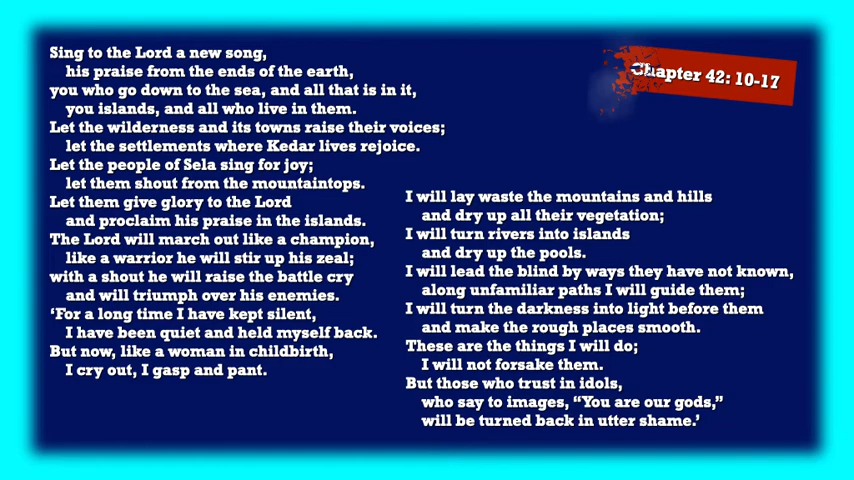 Chapter 42: 10-17
Sing to the Lord a new song,
his praise from the ends of the earth,
you who go down to the sea, and all that is in it,
you islands, and all who live in them.
Let the wilderness and its towns raise their voices;
let the settlements where Kedar lives rejoice.
Let the people of Sela sing for joy;
let them shout from the mountaintops.
Let them give glory to the Lord
and proclaim his praise in the islands.
The Lord will march out like a champion,
like a warrior he will stir up his zeal;
with a shout he will raise the battle cry
and will triumph over his enemies.
‘For a long time I have kept silent,
I have been quiet and held myself back.
But now, like a woman in childbirth,
I cry out, I gasp and pant.
I will lay waste the mountains and hills
and dry up all their vegetation;
I will turn rivers into islands
and dry up the pools.
I will lead the blind by ways they have not known,
along unfamiliar paths I will guide them;
I will turn the darkness into light before them
and make the rough places smooth.
These are the things I will do;
I will not forsake them.
But those who trust in idols,
who say to images, “You are our gods,”
will be turned back in utter shame.’